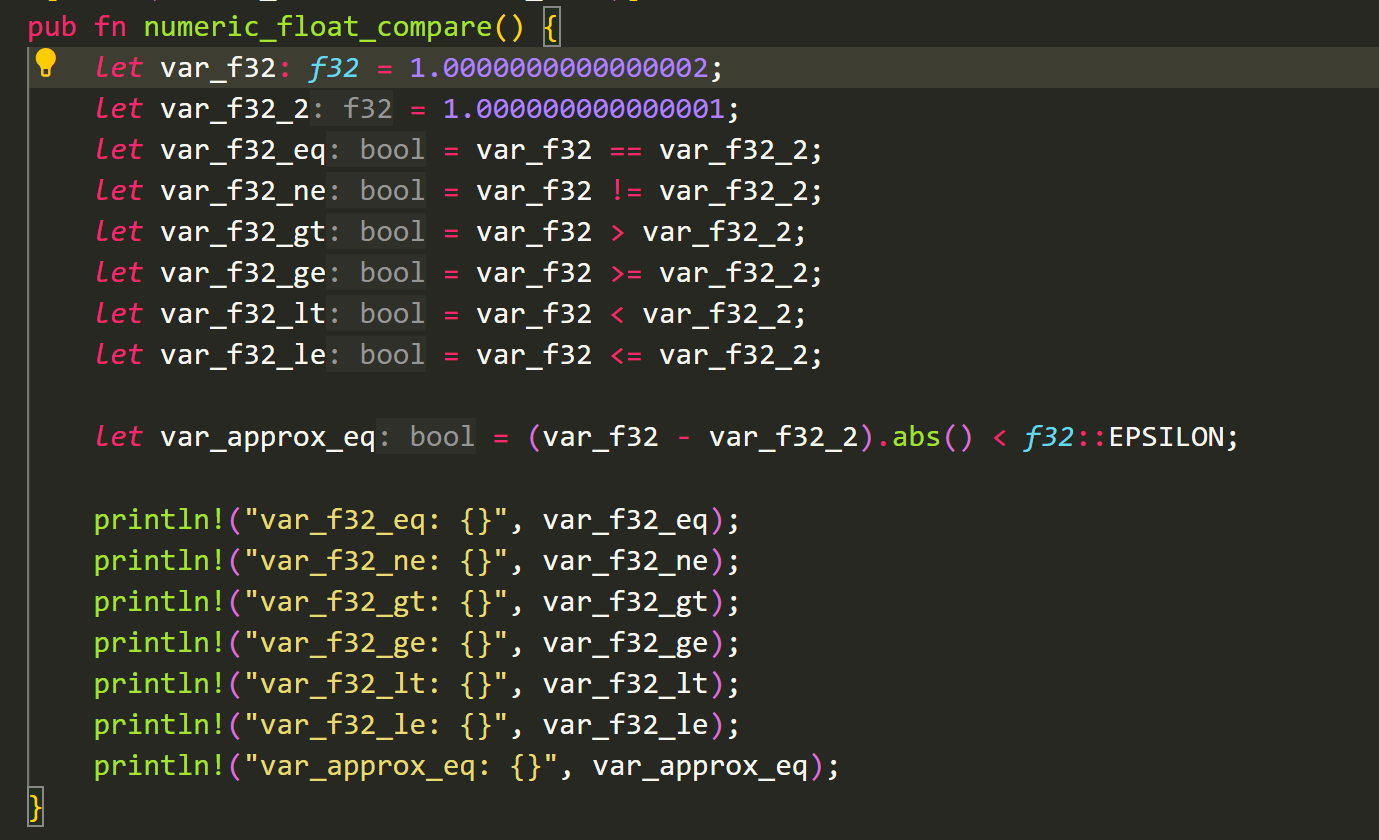 pub fn numeric_float_compare() {
let var_f32: f32 = 1.0000000000000002;
let var_f32_2: f32 = 1.000000000000001;
let var_f32_eq: bool = var_f32 == var_f32_2;
let var_f32_ne: bool = var_f32 != var_f32_2;
let var_f32_gt: bool = var_f32 > var_f32_2;
let var_f32_ge: bool = var_f32 >= var_f32_2;
let var_f32_lt: bool = var_f32 < var_f32_2;
let var_f32_le: bool = var_f32 <= var_f32_2;
let var_approx_eq: bool = (var_f32 - var_f32_2).abs() < f32::EPSILON;
println!("var_f32_eq: {}", var_f32_eq);
println!("var_f32_ne: {}", var_f32_ne);
println!("var_f32_gt: {}", var_f32_gt);
println!("var_f32_ge: {}", var_f32_ge);
println!("var_f32_lt: {}", var_f32_lt);
println!("var_f32_le: {}", var_f32_le);
println!("var_approx_eq: {}", var_approx_eq);
}